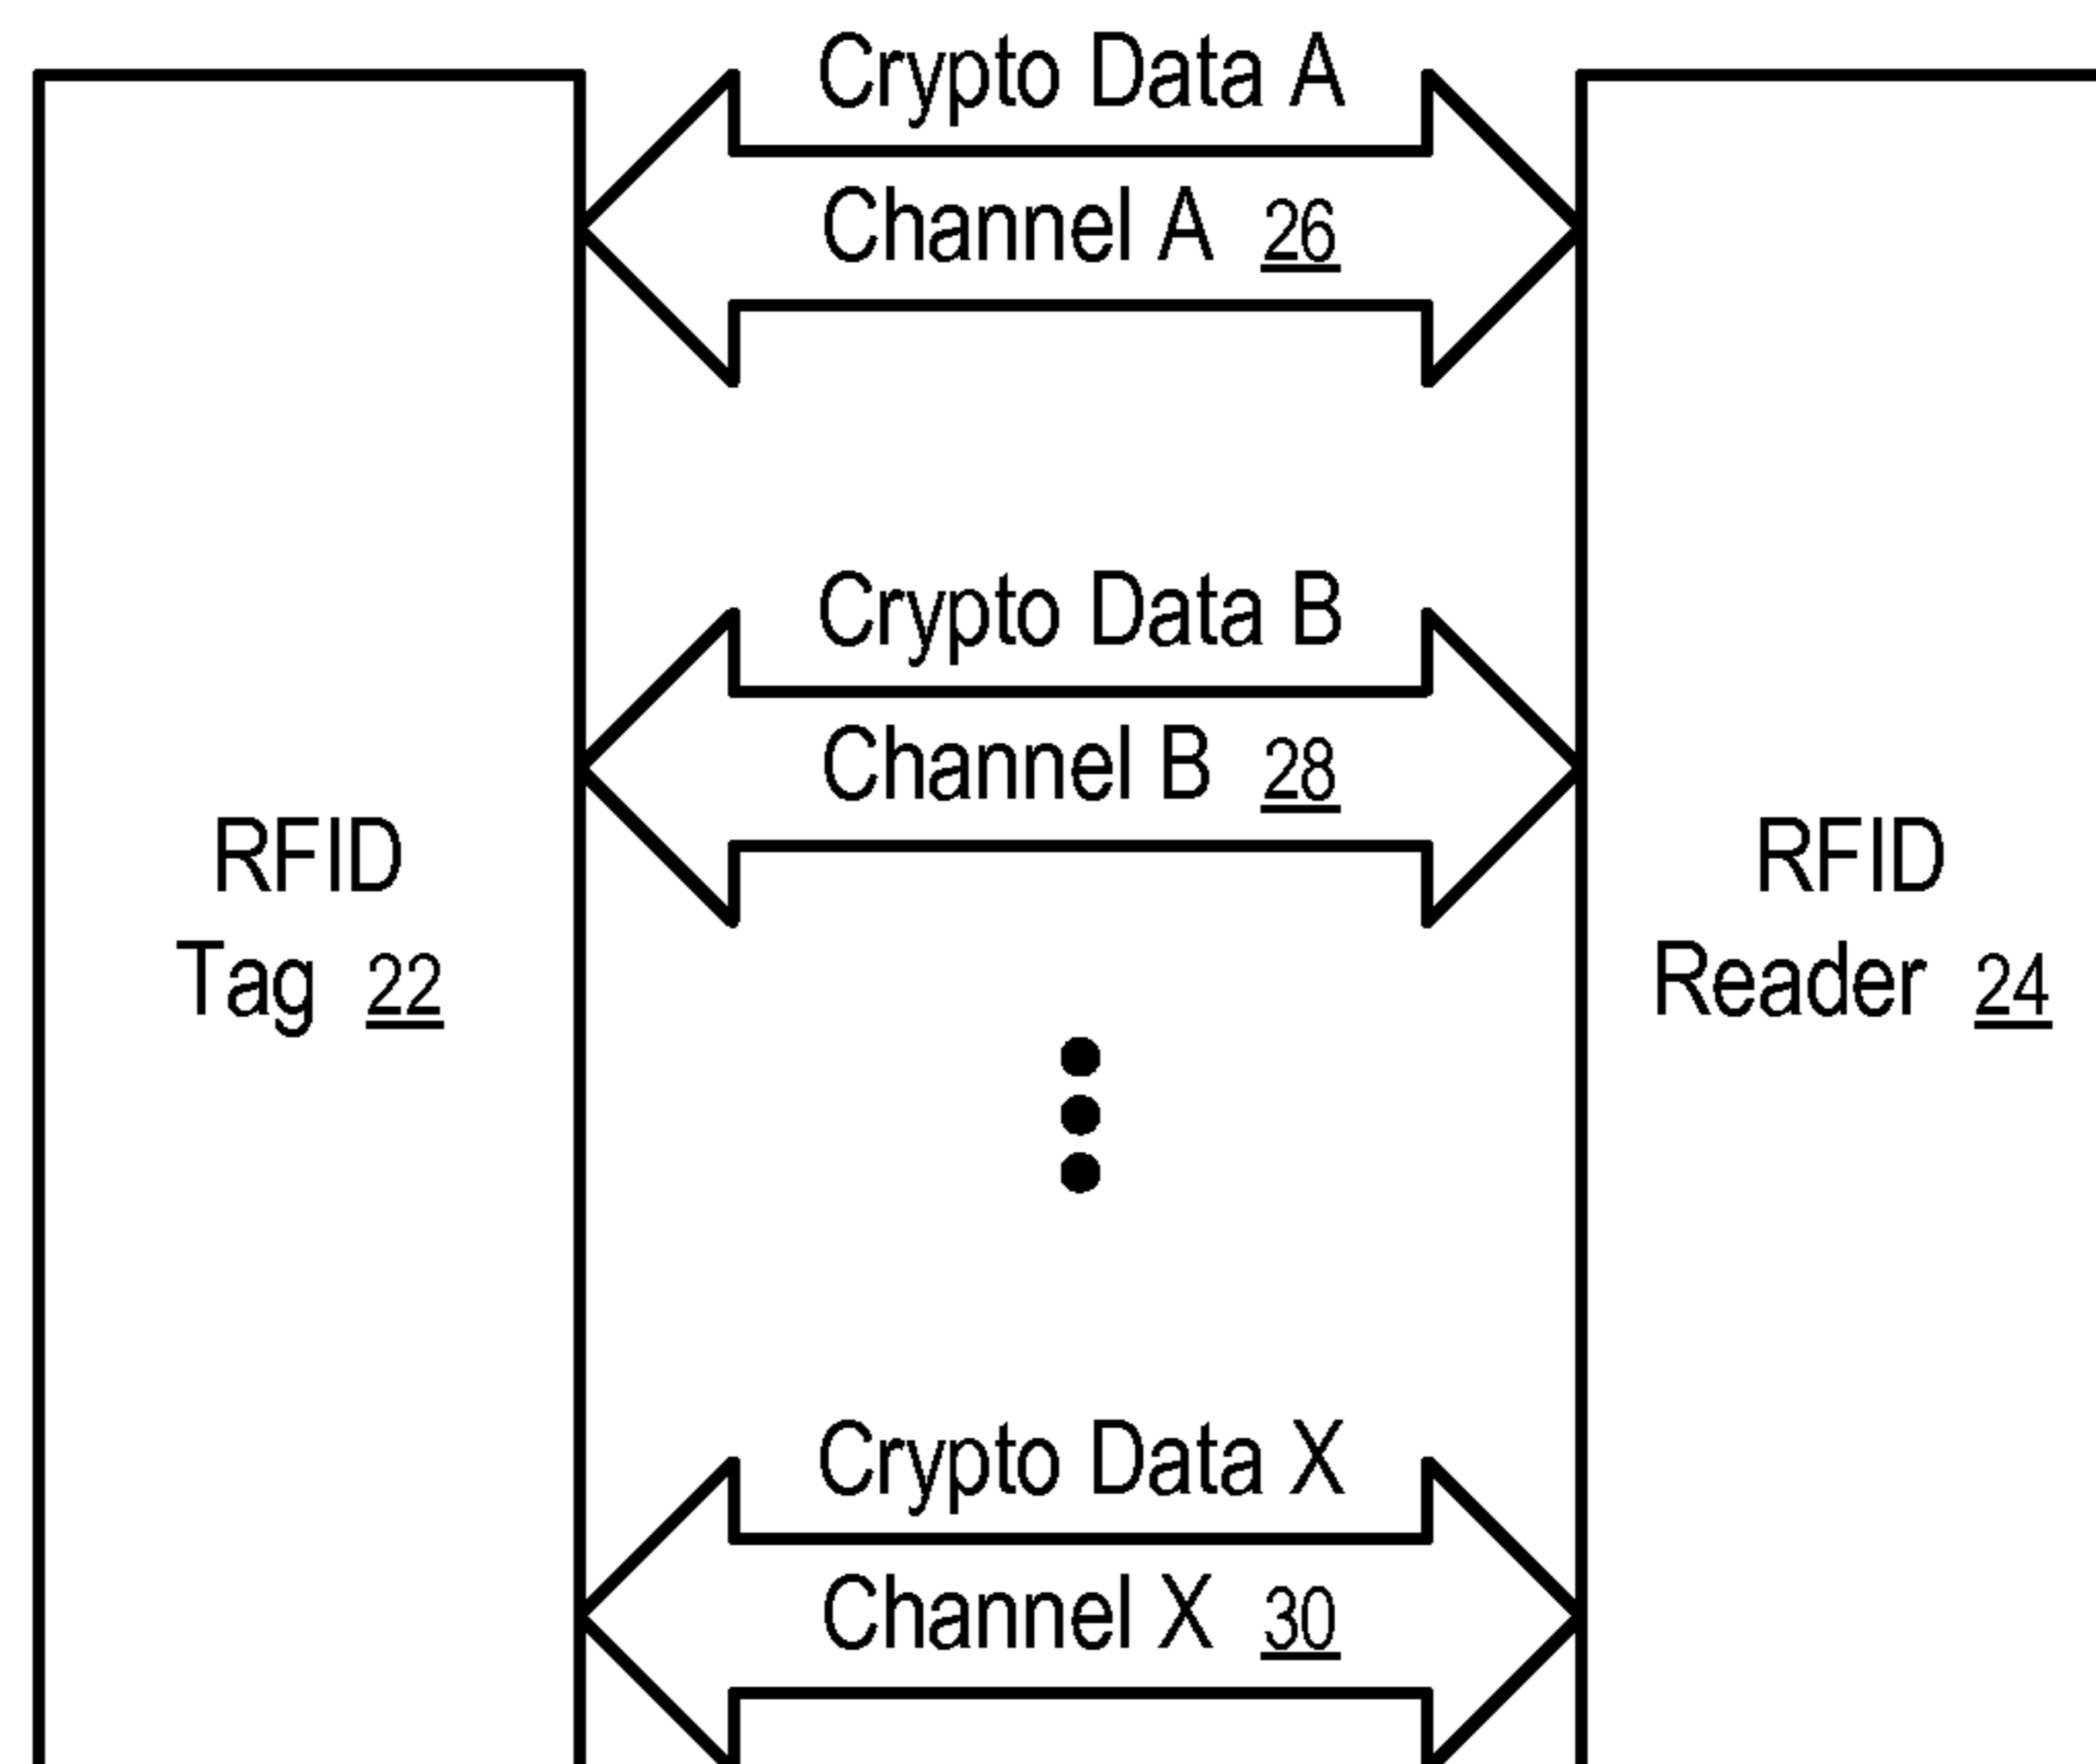 Crypto Data A
Channel A 26
Crypto Data B
Channel B 28
RFID
Tag 22
RFID
Reader 24
Crypto Data X
Channel X 30